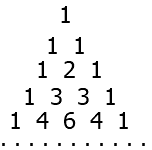 1
1 1
1 2 1
1 3 3 1
1 4 6 4 1
. . . . . . . . . . .